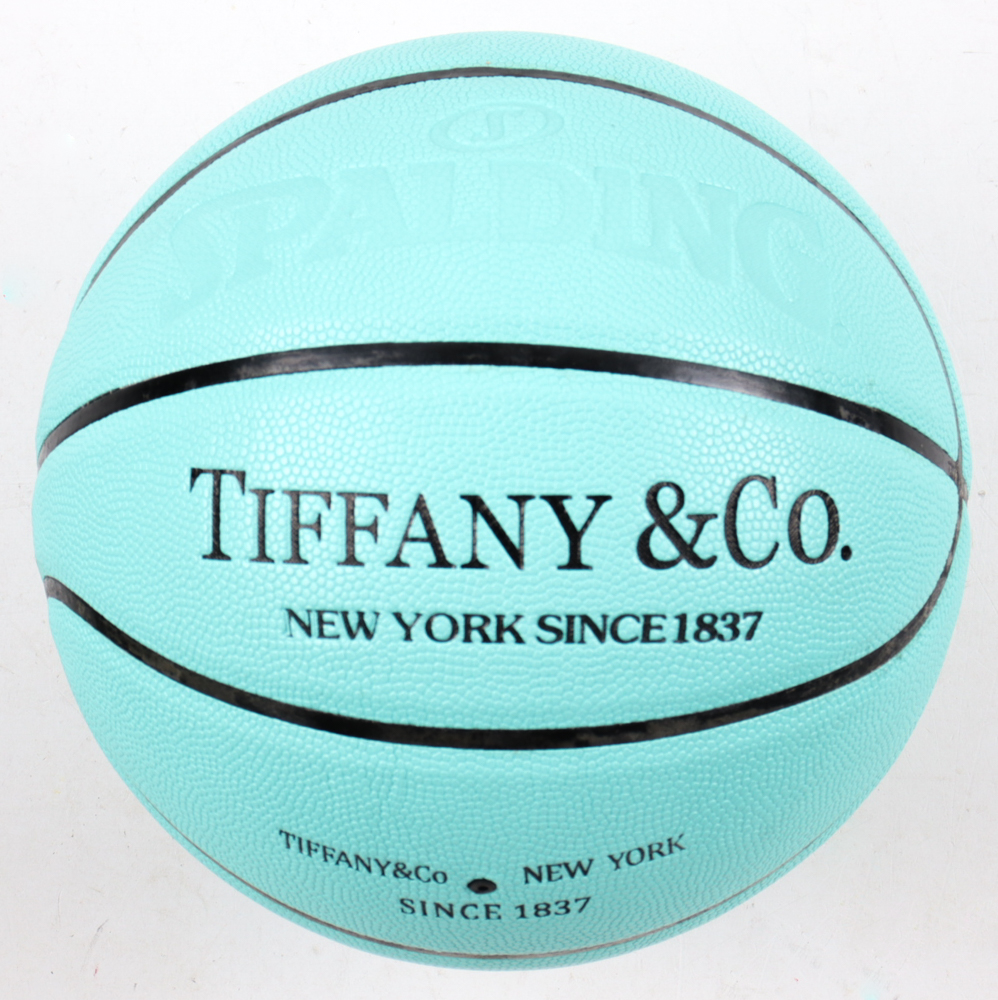 SPALDING
TIFFANY &CO.
NEW YORK SINCE1837
TIFFANY&Co NEW YORK
SINCE 1837